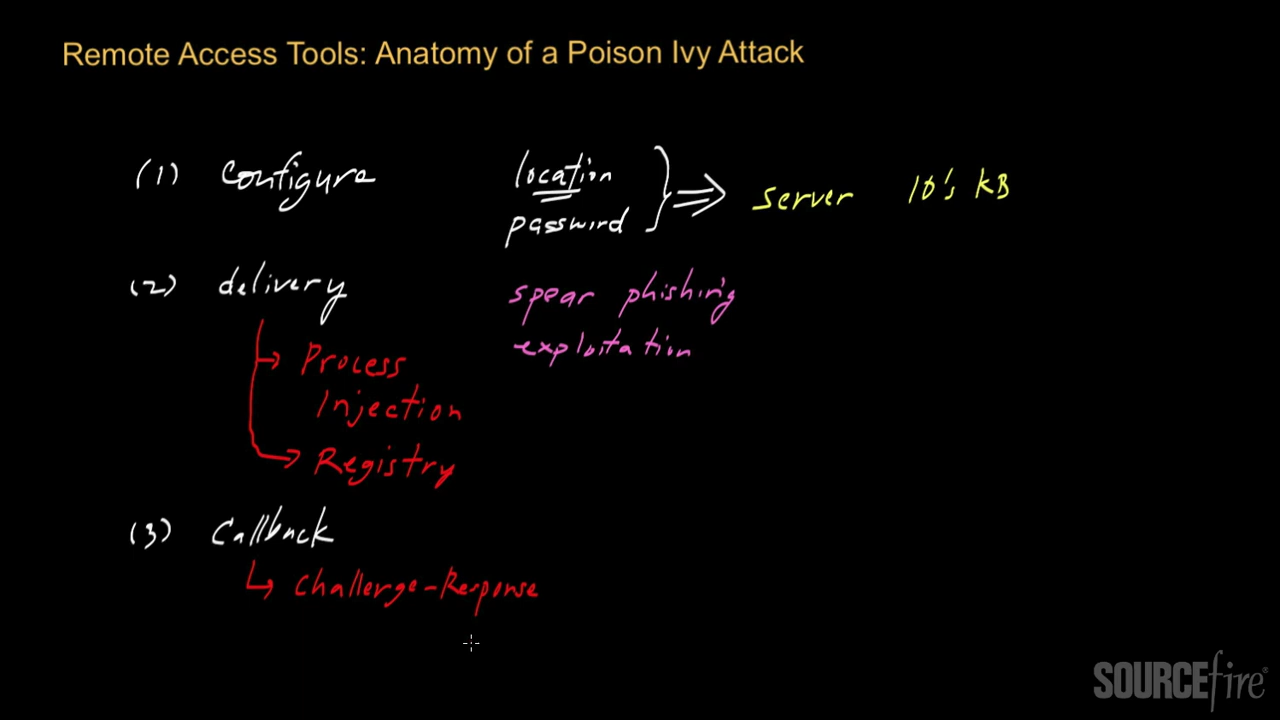 Remote Access Tools: Anatomy of a Poison Ivy Attack
(1) Configure
location
password
server 10's kB
(2) delivery
spear phishing
exploitation
Process
Injection
Registry
(3) Callback
Challenge-Response
SOURCEfire®